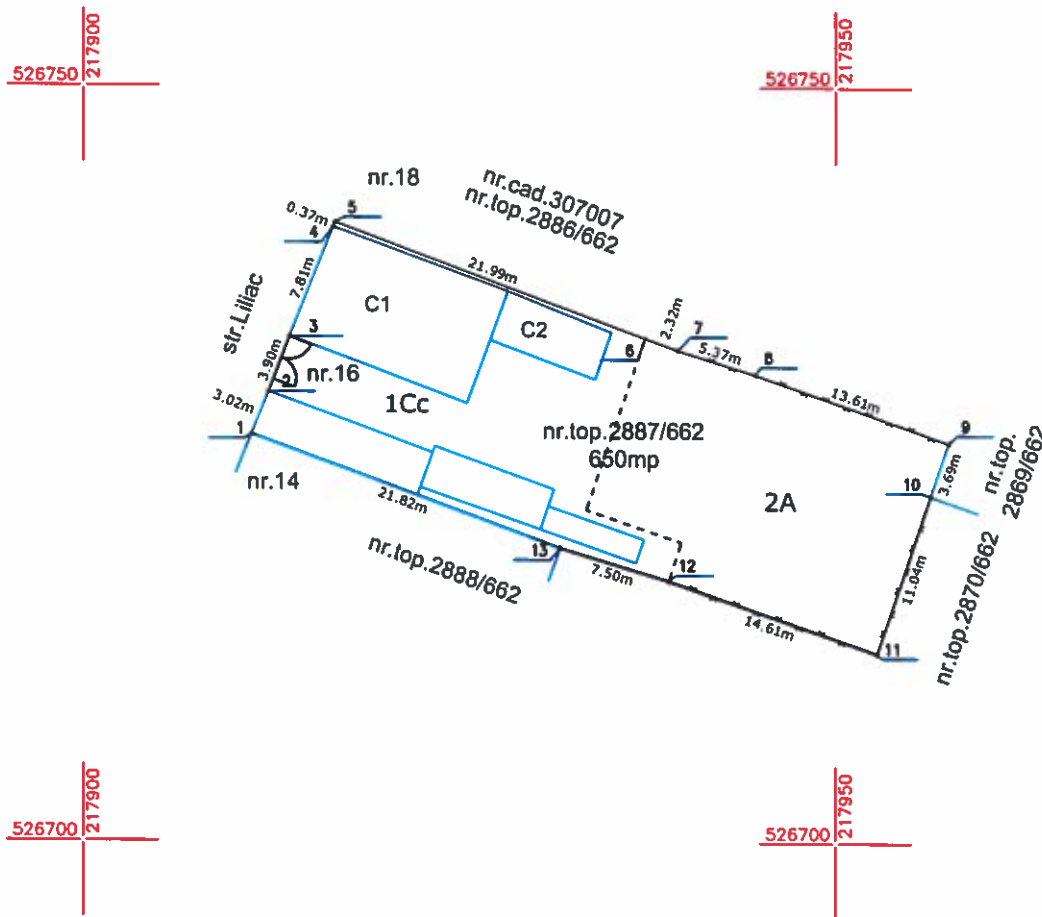 217900
526750
217950
526750
nr.18
nr.cad.307007
nr.top.2886/662
5
0.37m
4
21.99m
7.81m
str.Liliac
C1
C2
2.32m
7
6
5.37m
8
3
3.90m
2
nr.16
13.61m
1Cc
3.02m
1
nr.top.2887/662
650mp
9
nr.top.
2869/662
3.69m
10
nr.14
21.82m
2A
nr.top.2888/662
13
7.50m
12
11.04m
nr.top.2870/662
14.61m
11
217900
526700
217950
526700